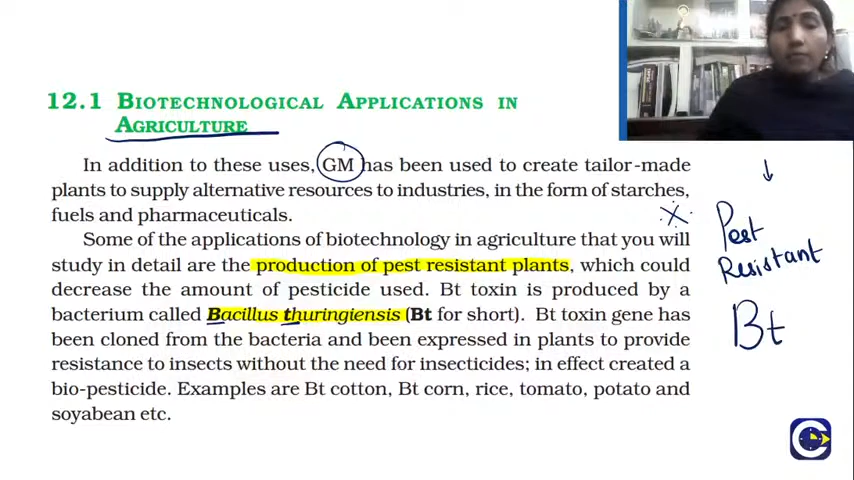 12.1 BIOTECHNOLOGICAL APPLICATIONS IN
AGRICULTURE
In addition to these uses, GM has been used to create tailor-made
plants to supply alternative resources to industries, in the form of starches,
fuels and pharmaceuticals.
Some of the applications of biotechnology in agriculture that you will
study in detail are the production of pest resistant plants, which could
decrease the amount of pesticide used. Bt toxin is produced by a
bacterium called Bacillus thuringiensis (Bt for short). Bt toxin gene has
been cloned from the bacteria and been expressed in plants to provide
resistance to insects without the need for insecticides; in effect created a
bio-pesticide. Examples are Bt cotton, Bt corn, rice, tomato, potato and
soyabean etc.
Pest
Resistant
Bt